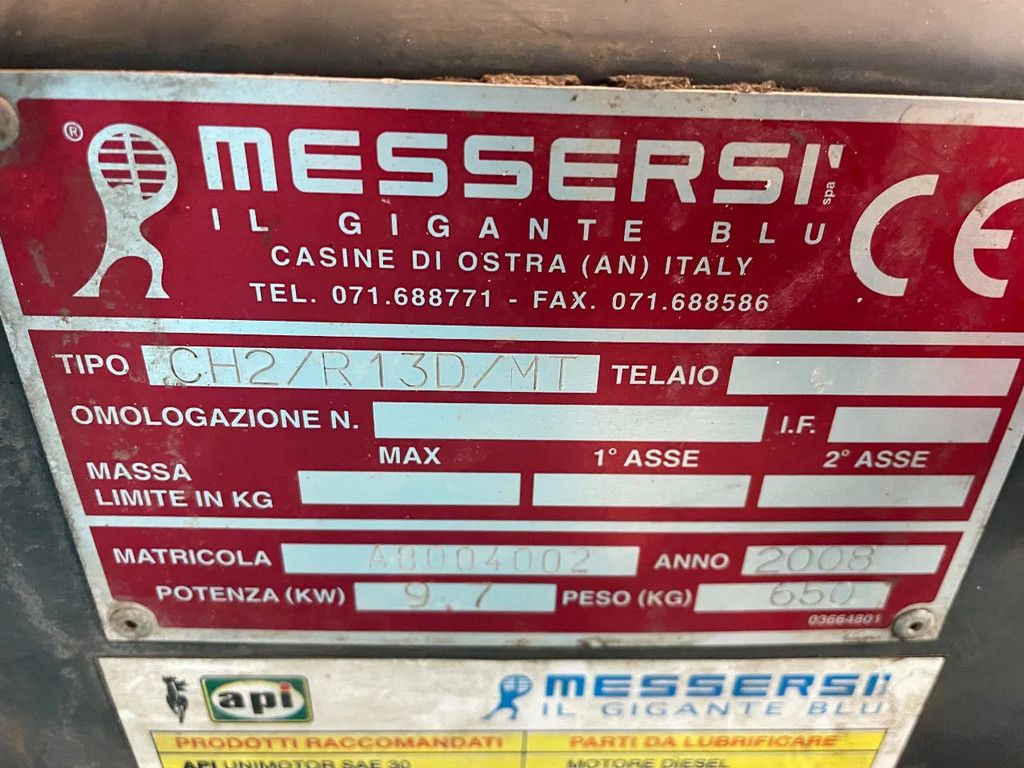 ® MESSERSI' spa
IL GIGANTE BLU CE
CASINE DI OSTRA (AN) ITALY
TEL. 071.688771 - FAX. 071.688586
TIPO CH2/R13D/MT TELAIO
OMOLOGAZIONE N. I.F.
MAX 1° ASSE 2° ASSE
MASSA
LIMITE IN KG
MATRICOLA A8004002 ANNO 2008
POTENZA (KW) 9,7 PESO (KG) 650
03664801
api MESSERSI'
IL GIGANTE BLU
PRODOTTI RACCOMANDATI PARTI DA LUBRIFICARE
API UNIMOTOR SAE 30 MOTORE DIESEL